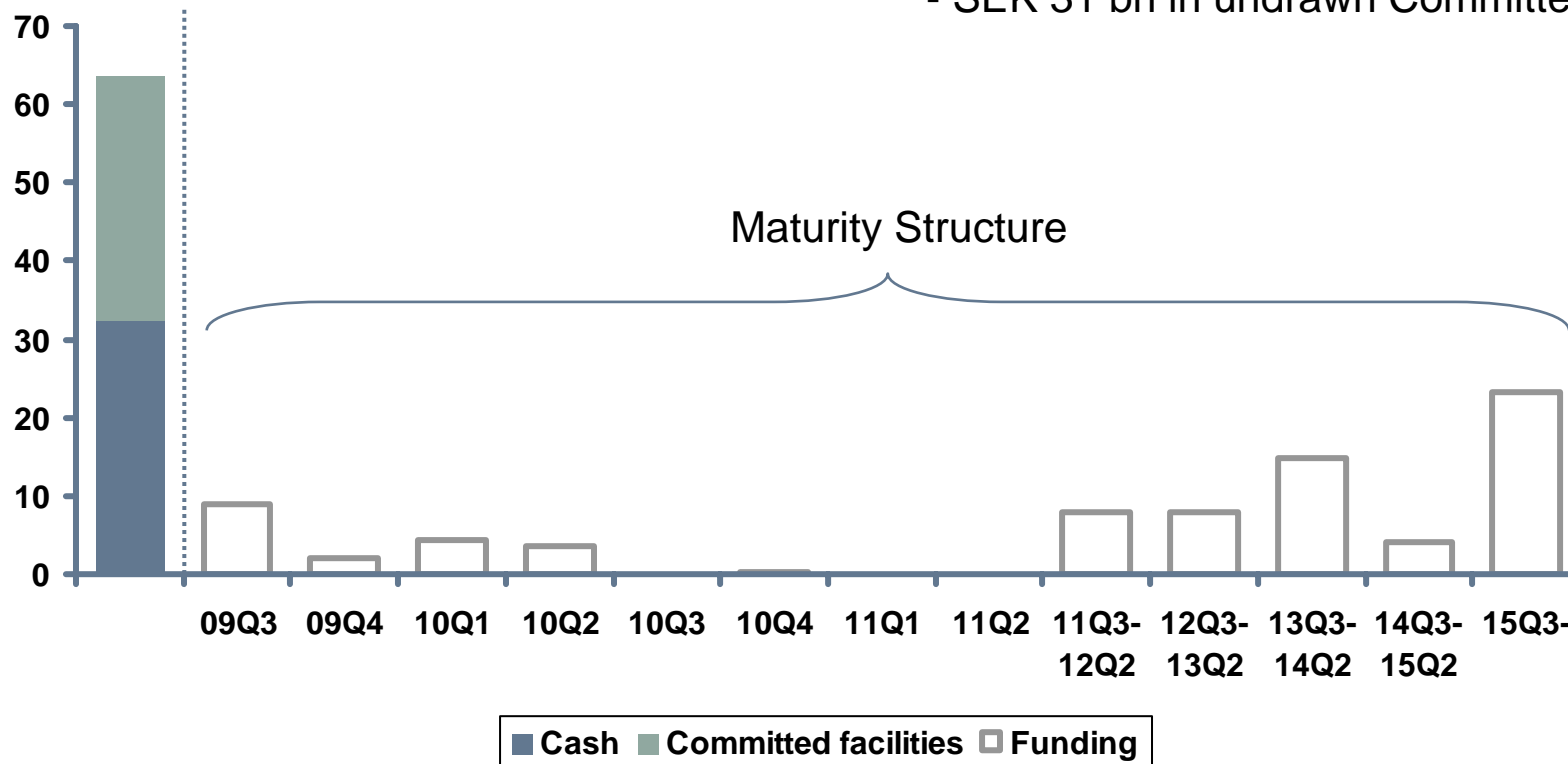 - SEK 31 bn in undrawn Committe
70
60
50
40
30
20
10
0
Maturity Structure
09Q3 09Q4 10Q1 10Q2 10Q3 10Q4 11Q1 11Q2 11Q3- 12Q3- 13Q3- 14Q3- 15Q3-
12Q2 13Q2 14Q2 15Q2
Cash Committed facilities Funding